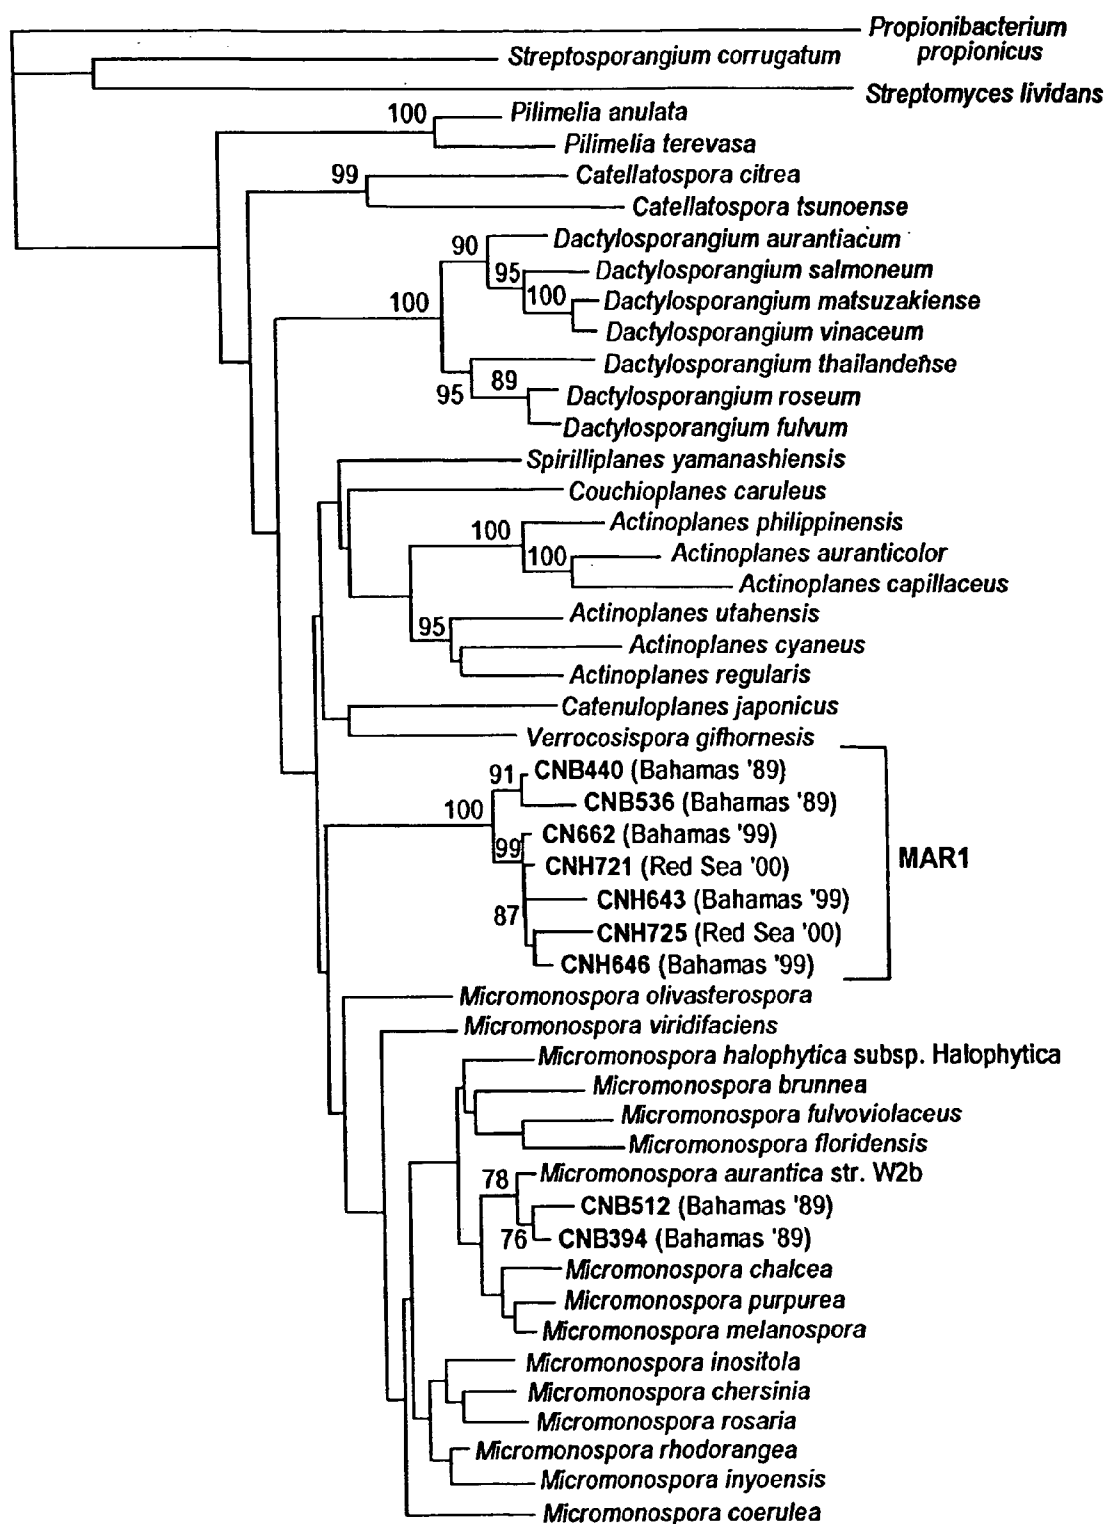 Propionibacterium
propionicus
Streptosporangium corrugatum
Streptomyces lividans
100
Pilimelia anulata
Pilimelia terevasa
99
Catellatospora citrea
Catellatospora tsunoense
90
Dactylosporangium aurantiacum
95
Dactylosporangium salmoneum
100
100
Dactylosporangium matsuzakiense
Dactylosporangium vinaceum
Dactylosporangium thailandense
95
89
Dactylosporangium roseum
Dactylosporangium fulvum
Spirilliplanes yamanashiensis
Couchioplanes caruleus
100
Actinoplanes philippinensis
100
Actinoplanes auranticolor
Actinoplanes capillaceus
Actinoplanes utahensis
95
Actinoplanes cyaneus
Actinoplanes regularis
Catenuloplanes japonicus
Verrocosispora gifhornesis
91
CNB440 (Bahamas '89)
100
CNB536 (Bahamas '89)
99
CN662 (Bahamas '99)
CNH721 (Red Sea '00)
MAR1
87
CNH643 (Bahamas '99)
CNH725 (Red Sea '00)
CNH646 (Bahamas '99)
Micromonospora olivasterospora
Micromonospora viridifaciens
Micromonospora halophytica subsp. Halophytica
Micromonospora brunnea
Micromonospora fulvoviolaceus
Micromonospora floridensis
78
Micromonospora aurantica str. W2b
CNB512 (Bahamas '89)
76
CNB394 (Bahamas '89)
Micromonospora chalcea
Micromonospora purpurea
Micromonospora melanospora
Micromonospora inositola
Micromonospora chersinia
Micromonospora rosaria
Micromonospora rhodorangea
Micromonospora inyoensis
Micromonospora coerulea